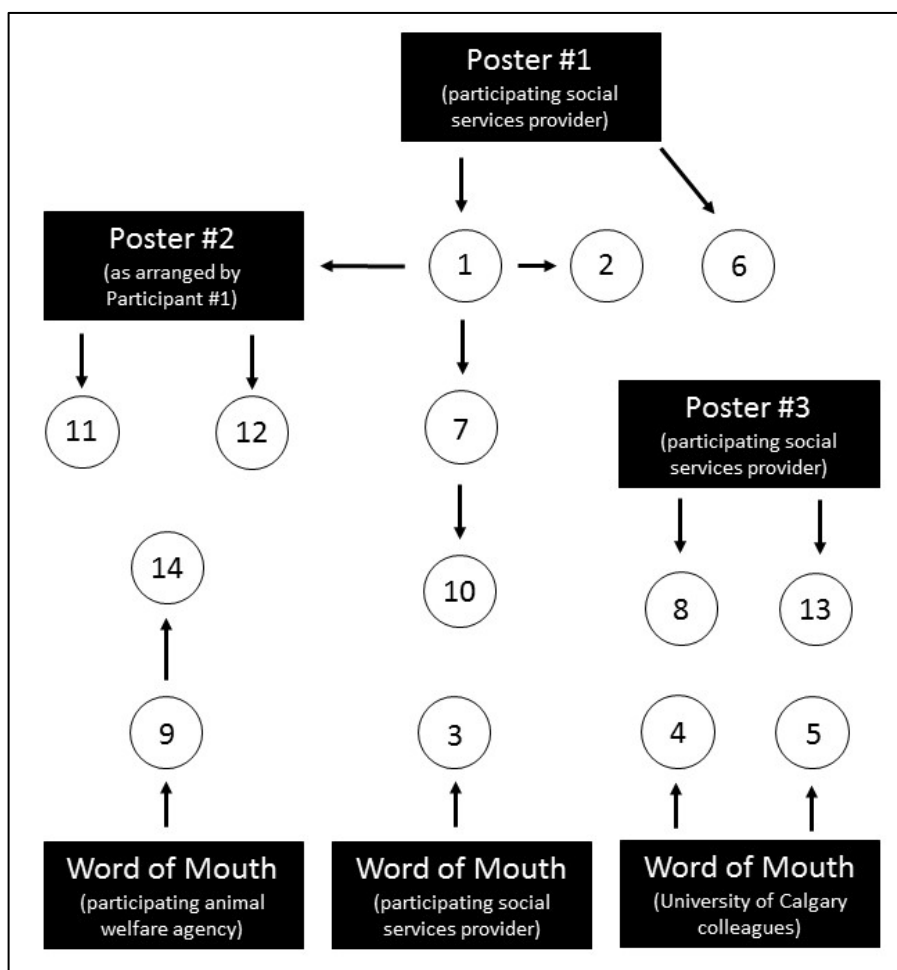 Poster #1
(participating social
services provider)
Poster #2
(as arranged by
Participant #1)
1
2
6
11
12
7
Poster #3
(participating social
services provider)
14
10
8
13
9
3
4
5
Word of Mouth
(participating animal
welfare agency)
Word of Mouth
(participating social
services provider)
Word of Mouth
(University of Calgary
colleagues)